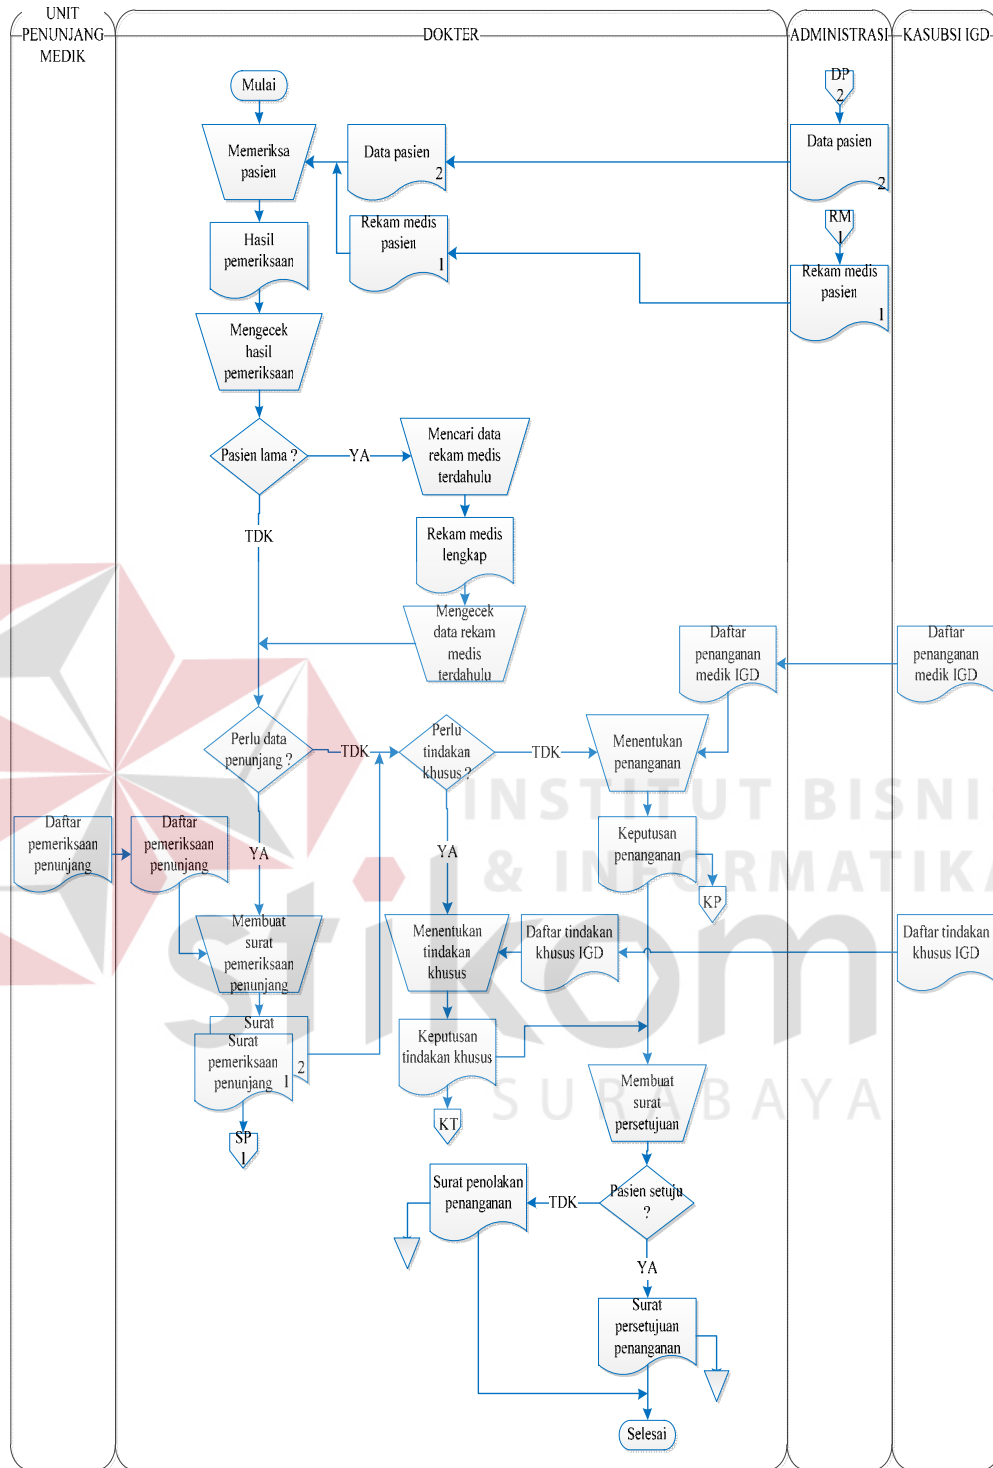 UNIT
PENUNJANG
MEDIK
DOKTER
ADMINISTRASI
KASUBSI IGD
Mulai
DP
2
Memeriksa
pasien
Data pasien
2
Data pasien
2
Hasil
pemeriksaan
Rekam medis
pasien
1
RM
1
Rekam medis
pasien
1
Mengecek
hasil
pemeriksaan
Pasien lama ?
YA
Mencari data
rekam medis
terdahulu
TDK
Rekam medis
lengkap
Mengecek
data rekam
medis
terdahulu
Daftar
penanganan
medik IGD
Daftar
penanganan
medik IGD
Perlu data
penunjang ?
TDK
Perlu
tindakan
khusus ?
TDK
Menentukan
penanganan
INSTITUT BISNIS
& INFORMATIKA
stikom
SURABAYA
Daftar
pemeriksaan
penunjang
Daftar
pemeriksaan
penunjang
YA
YA
Keputusan
penanganan
KP
Membuat
surat
pemeriksaan
penunjang
Menentukan
tindakan
khusus
Daftar tindakan
khusus IGD
Daftar tindakan
khusus IGD
Surat
2
Surat
pemeriksaan
penunjang
1
Keputusan
tindakan khusus
SP
1
KT
Membuat
surat
persetujuan
Surat penolakan
penanganan
TDK
Pasien setuju
?
YA
Surat
persetujuan
penanganan
Selesai